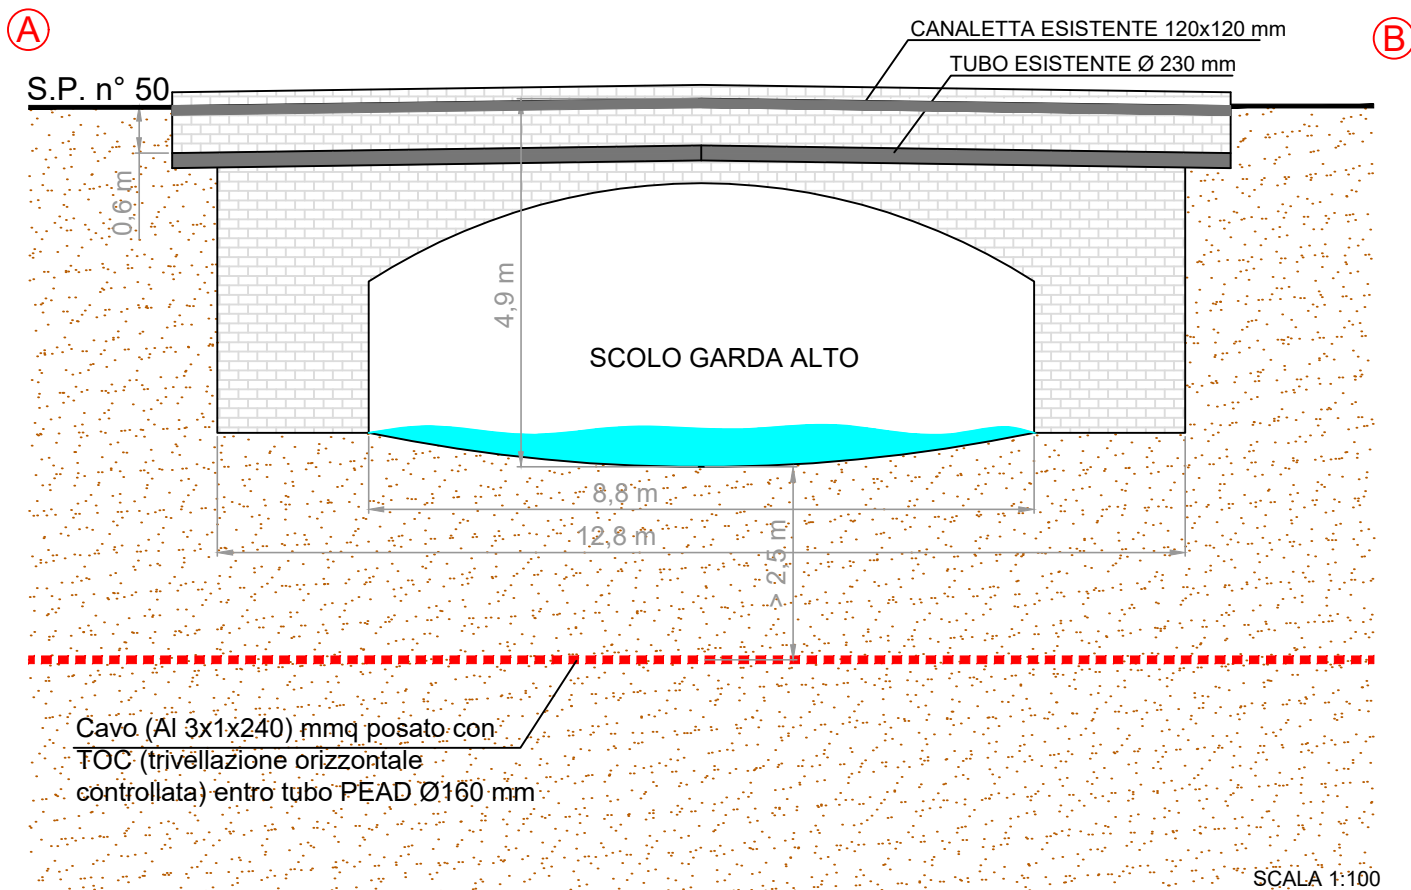 A
B
CANALETTA ESISTENTE 120x120 mm
TUBO ESISTENTE Ø 230 mm
S.P. n° 50
0,6 m
4,9 m
SCOLO GARDA ALTO
8,8 m
12,8 m
> 2,5 m
Cavo (Al 3x1x240) mmq posato con
TOC (trivellazione orizzontale
controllata) entro tubo PEAD Ø160 mm
SCALA 1:100